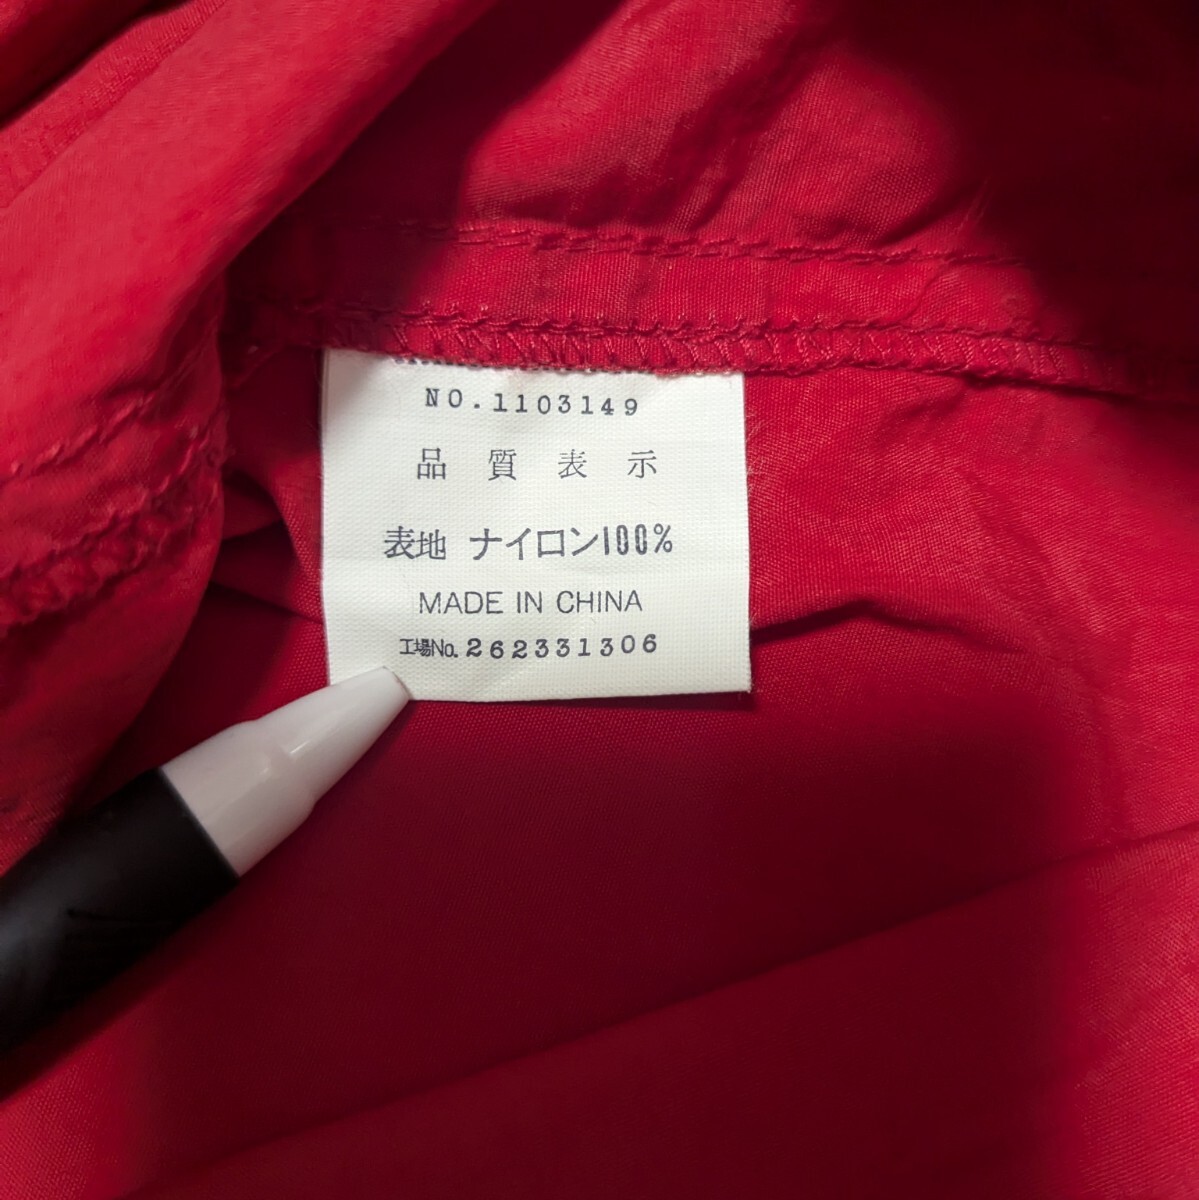 NO.1103149
品質表示
表地 ナイロン100%
MADE IN CHINA
工場No.262331306